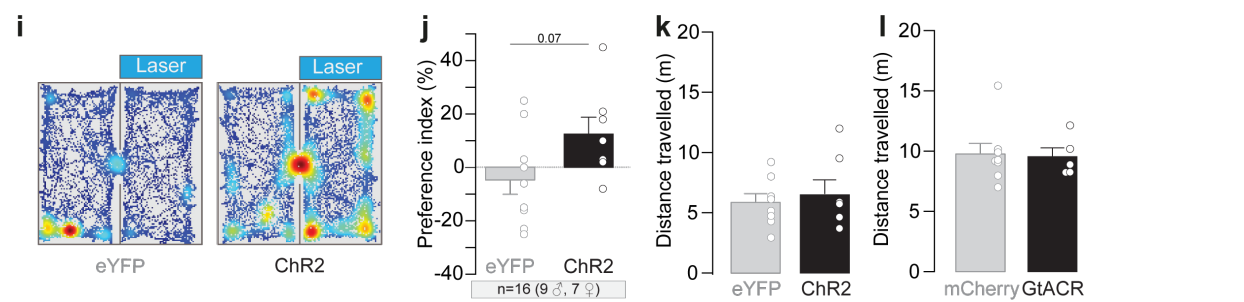 i
Laser
Laser
eYFP
ChR2
j
Preference index (%)
40
20
0
-20
-40
0.07
eYFP
ChR2
n=16 (9 ♂, 7 ♀)
k
Distance travelled (m)
20
15
10
5
0
eYFP
ChR2
l
Distance travelled (m)
20
15
10
5
0
mCherry
GtACR